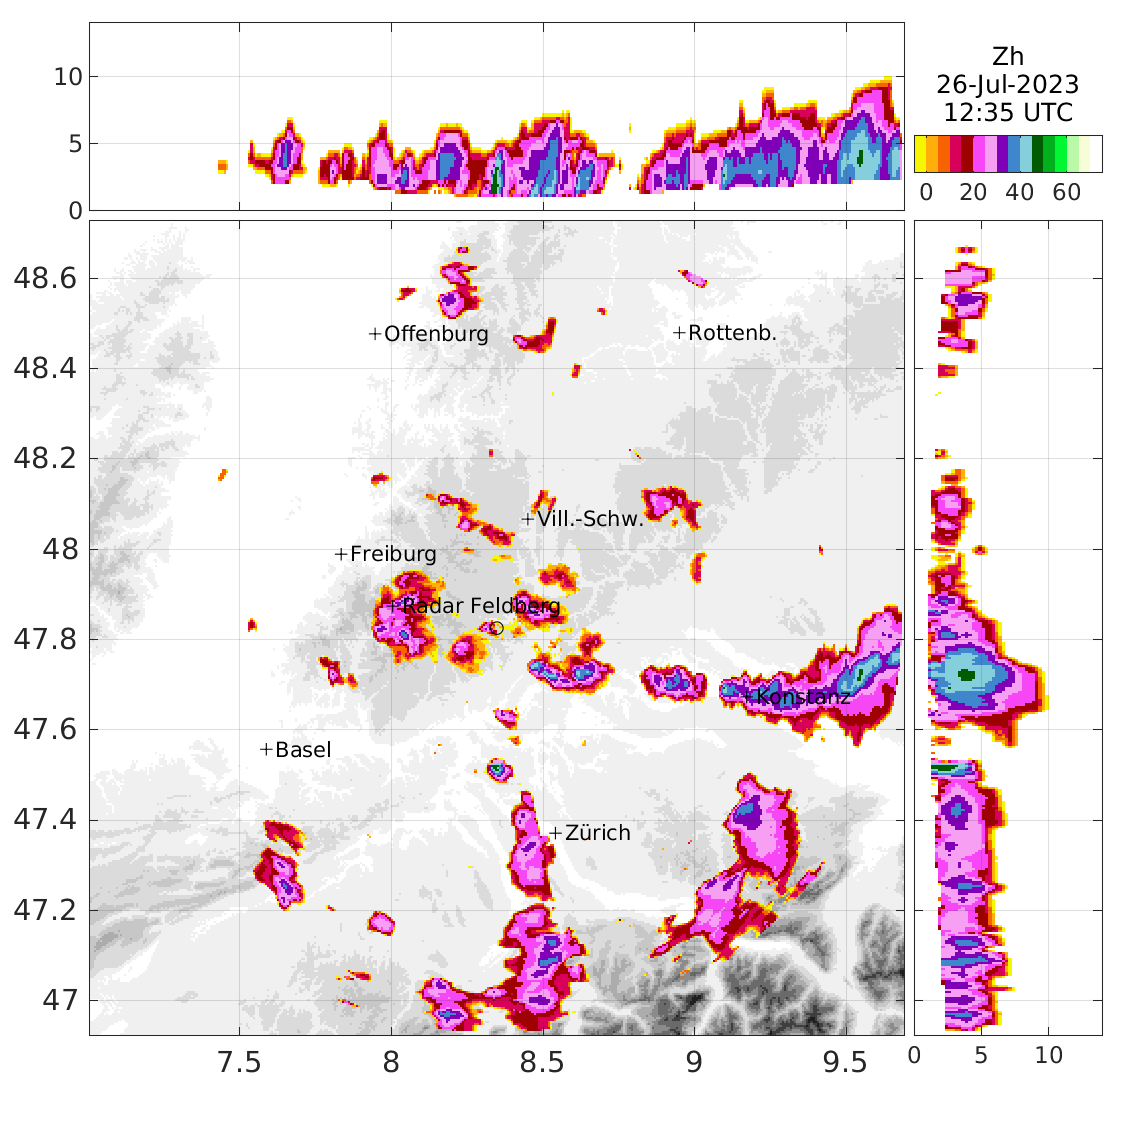 10
5
0
Zh
26-Jul-2023
12:35 UTC
0 20 40 60
48.6
48.4
48.2
48
47.8
47.6
47.4
47.2
47
+Offenburg
+Rottenb.
+Vill.-Schw.
+Freiburg
+Radar Feldberg
+Konstanz
+Basel
+Zürich
7.5 8 8.5 9 9.5
0 5 10